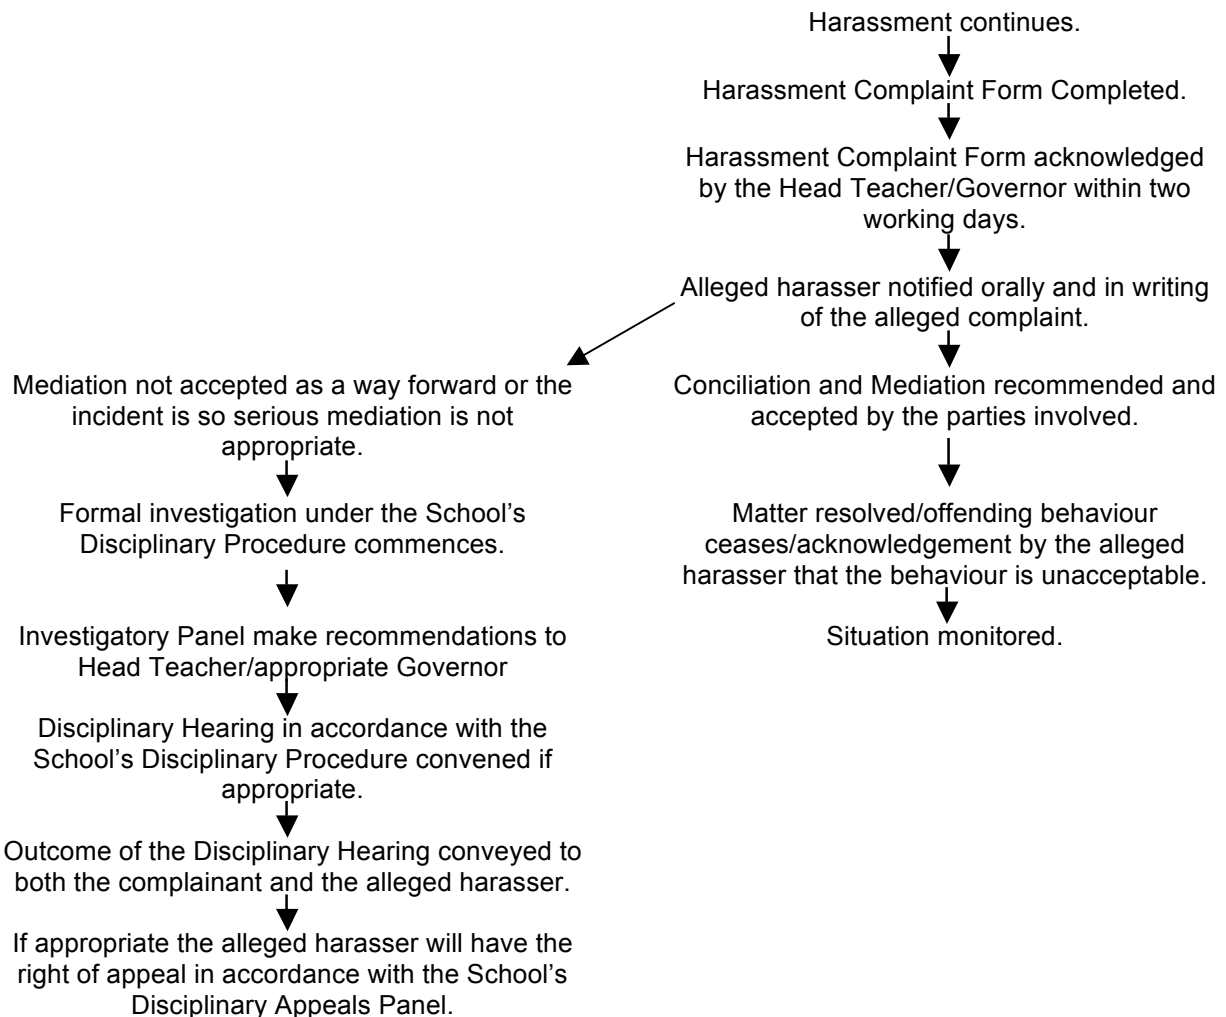 Harassment continues.
Harassment Complaint Form Completed.
Harassment Complaint Form acknowledged
by the Head Teacher/Governor within two
working days.
Alleged harasser notified orally and in writing
of the alleged complaint.
Mediation not accepted as a way forward or the
incident is so serious mediation is not
appropriate.
Formal investigation under the School’s
Disciplinary Procedure commences.
Investigatory Panel make recommendations to
Head Teacher/appropriate Governor
Disciplinary Hearing in accordance with the
School’s Disciplinary Procedure convened if
appropriate.
Outcome of the Disciplinary Hearing conveyed to
both the complainant and the alleged harasser.
If appropriate the alleged harasser will have the
right of appeal in accordance with the School’s
Disciplinary Appeals Panel.
Conciliation and Mediation recommended and
accepted by the parties involved.
Matter resolved/offending behaviour
ceases/acknowledgement by the alleged
harasser that the behaviour is unacceptable.
Situation monitored.